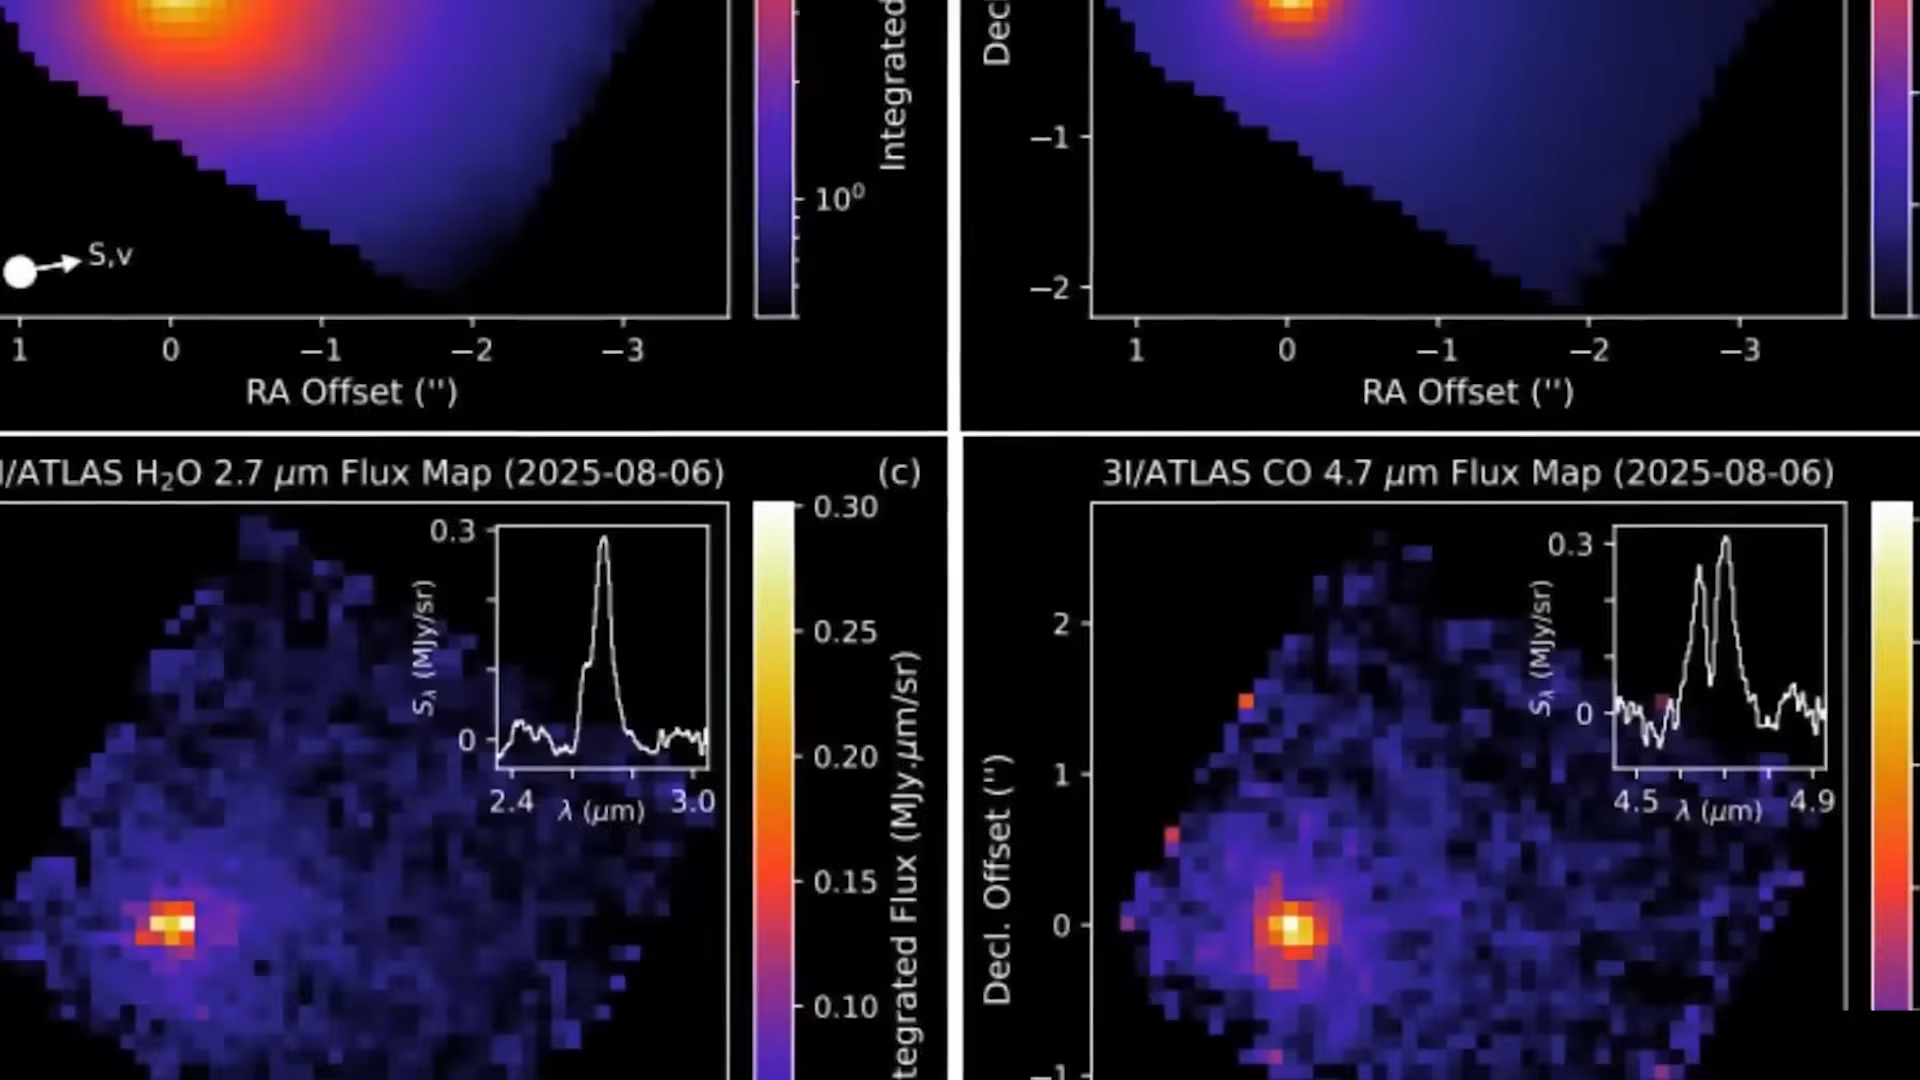 Integrated
10⁰
S,v
1 0 −1 −2 −3
RA Offset ('')
Decl
−1
−2
1 0 −1 −2 −3
RA Offset ('')
I/ATLAS H₂O 2.7 μm Flux Map (2025-08-06) (c)
0.30
0.25
0.20
0.15
0.10
tegrated Flux (MJy.μm/sr)
0.3
0
Sλ (MJy/sr)
2.4 λ (μm) 3.0
3I/ATLAS CO 4.7 μm Flux Map (2025-08-06)
2
1
0
−1
Decl. Offset ('')
0.3
0
Sλ (MJy/sr)
4.5 λ (μm) 4.9